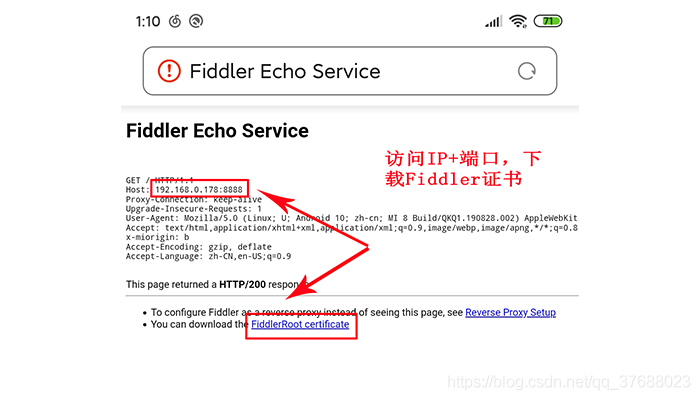 1:10
71
Fiddler Echo Service
Fiddler Echo Service
访问IP+端口，下
载Fiddler证书
GET / HTTP/1.1
Host: 192.168.0.178:8888
Proxy-Connection: keep-alive
Upgrade-Insecure-Requests: 1
User-Agent: Mozilla/5.0 (Linux; U; Android 10; zh-cn; MI 8 Build/QKQ1.190828.002) AppleWebKit
Accept: text/html,application/xhtml+xml,application/xml;q=0.9,image/webp,image/apng,*/*;q=0.8
x-miorigin: b
Accept-Encoding: gzip, deflate
Accept-Language: zh-CN,en-US;q=0.9
This page returned a HTTP/200 response
To configure Fiddler as a reverse proxy instead of seeing this page, see Reverse Proxy Setup
You can download the FiddlerRoot certificate
https://blog.csdn.net/qq_37688023